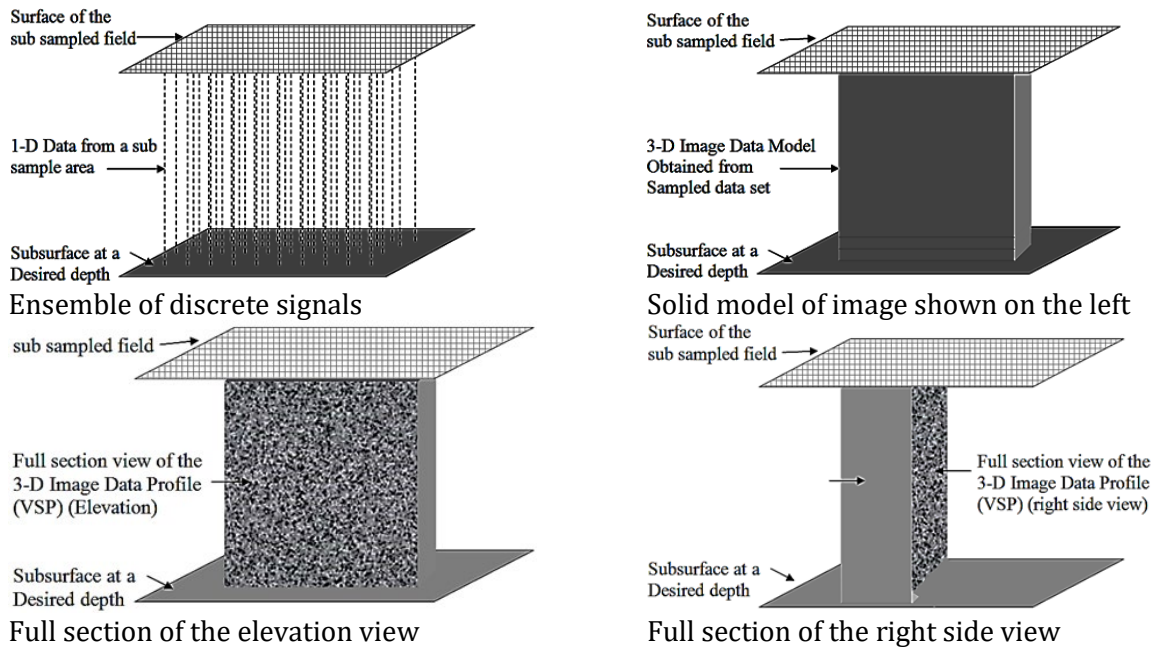 Surface of the
sub sampled field
1-D Data from a sub
sample area
Subsurface at a
Desired depth
Ensemble of discrete signals
Surface of the
sub sampled field
3-D Image Data Model
Obtained from
Sampled data set
Subsurface at a
Desired depth
Solid model of image shown on the left
sub sampled field
Full section view of the
3-D Image Data Profile
(VSP) (Elevation)
Subsurface at a
Desired depth
Full section of the elevation view
Surface of the
sub sampled field
Full section view of the
3-D Image Data Profile
(VSP) (right side view)
Subsurface at a
Desired depth
Full section of the right side view